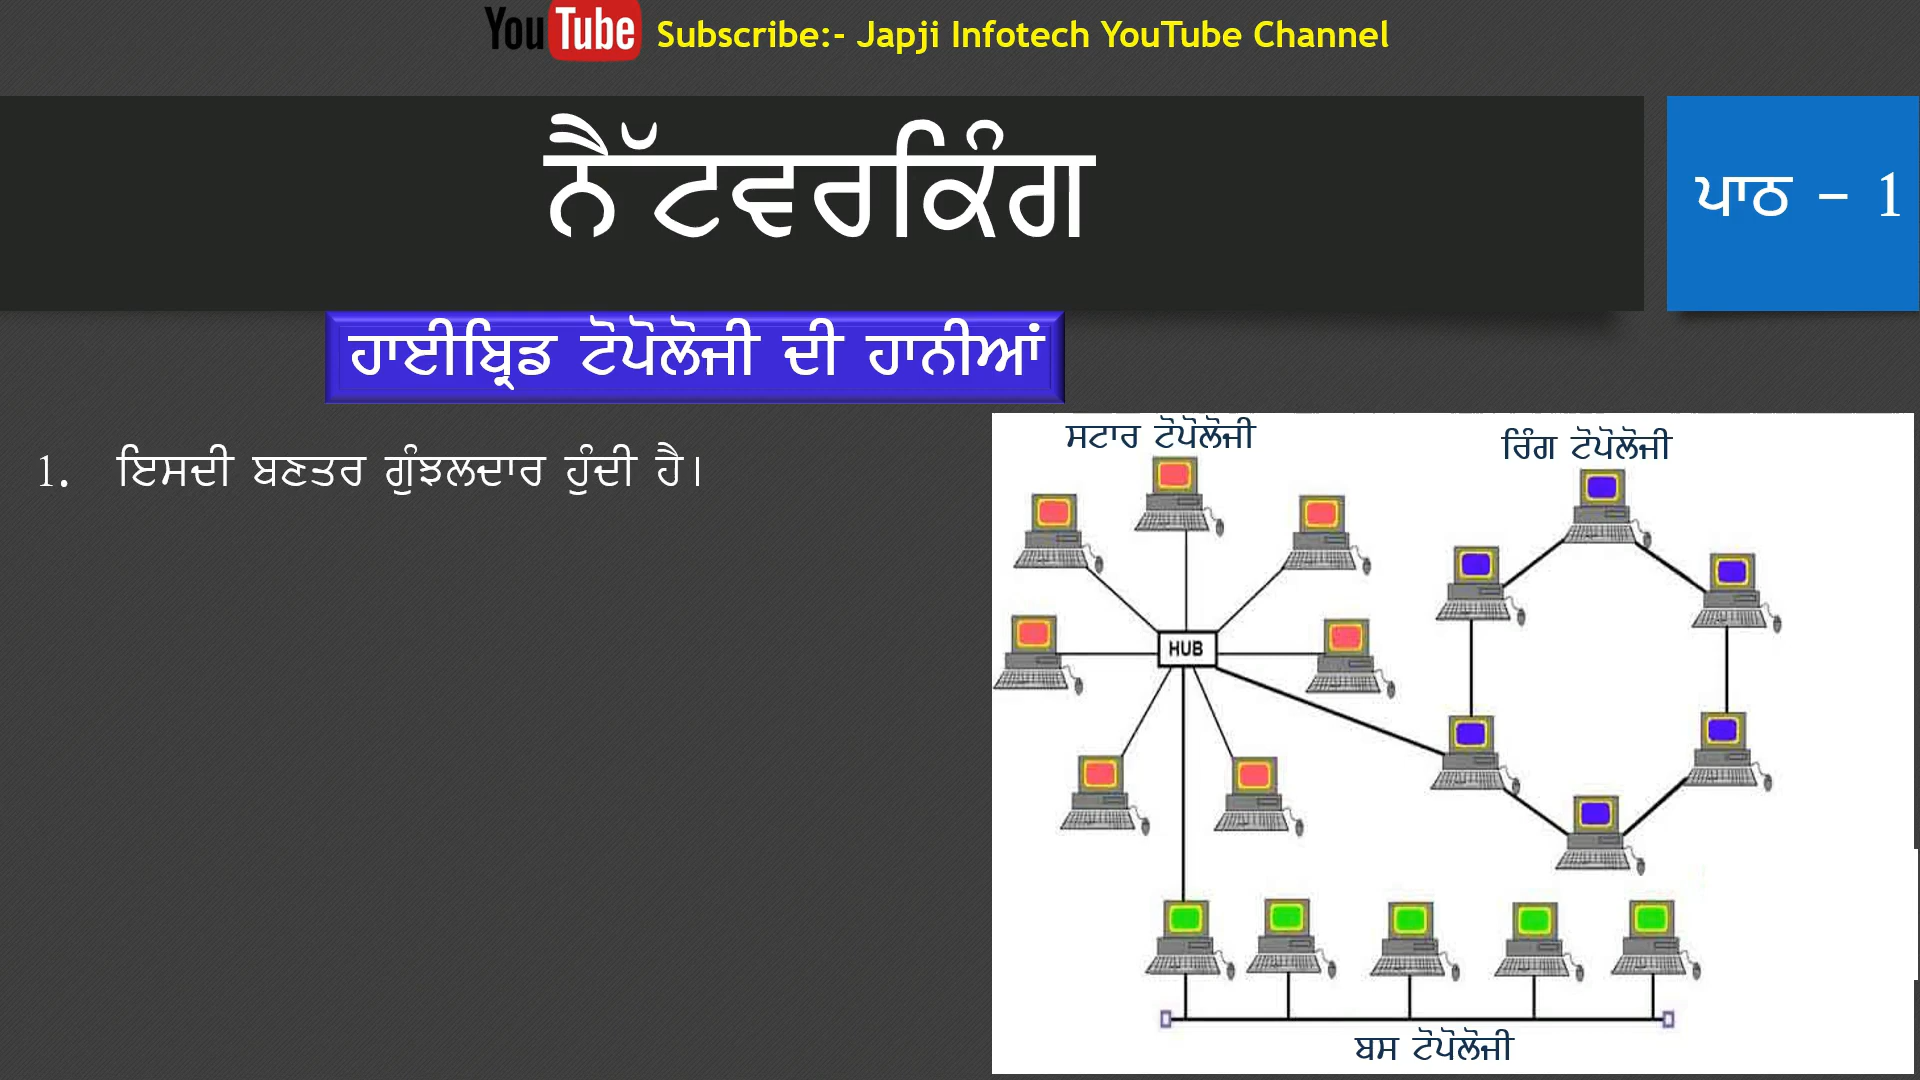 YouTube Subscribe:- Japji Infotech YouTube Channel
ਨੈੱਟਵਰਕਿੰਗ
ਪਾਠ - 1
ਹਾਈਬ੍ਰਿਡ ਟੋਪੋਲੋਜੀ ਦੀ ਹਾਨੀਆਂ
1. ਇਸਦੀ ਬਣਤਰ ਗੁੰਝਲਦਾਰ ਹੁੰਦੀ ਹੈ।
ਸਟਾਰ ਟੋਪੋਲੋਜੀ
ਰਿੰਗ ਟੋਪੋਲੋਜੀ
HUB
ਬਸ ਟੋਪੋਲੋਜੀ